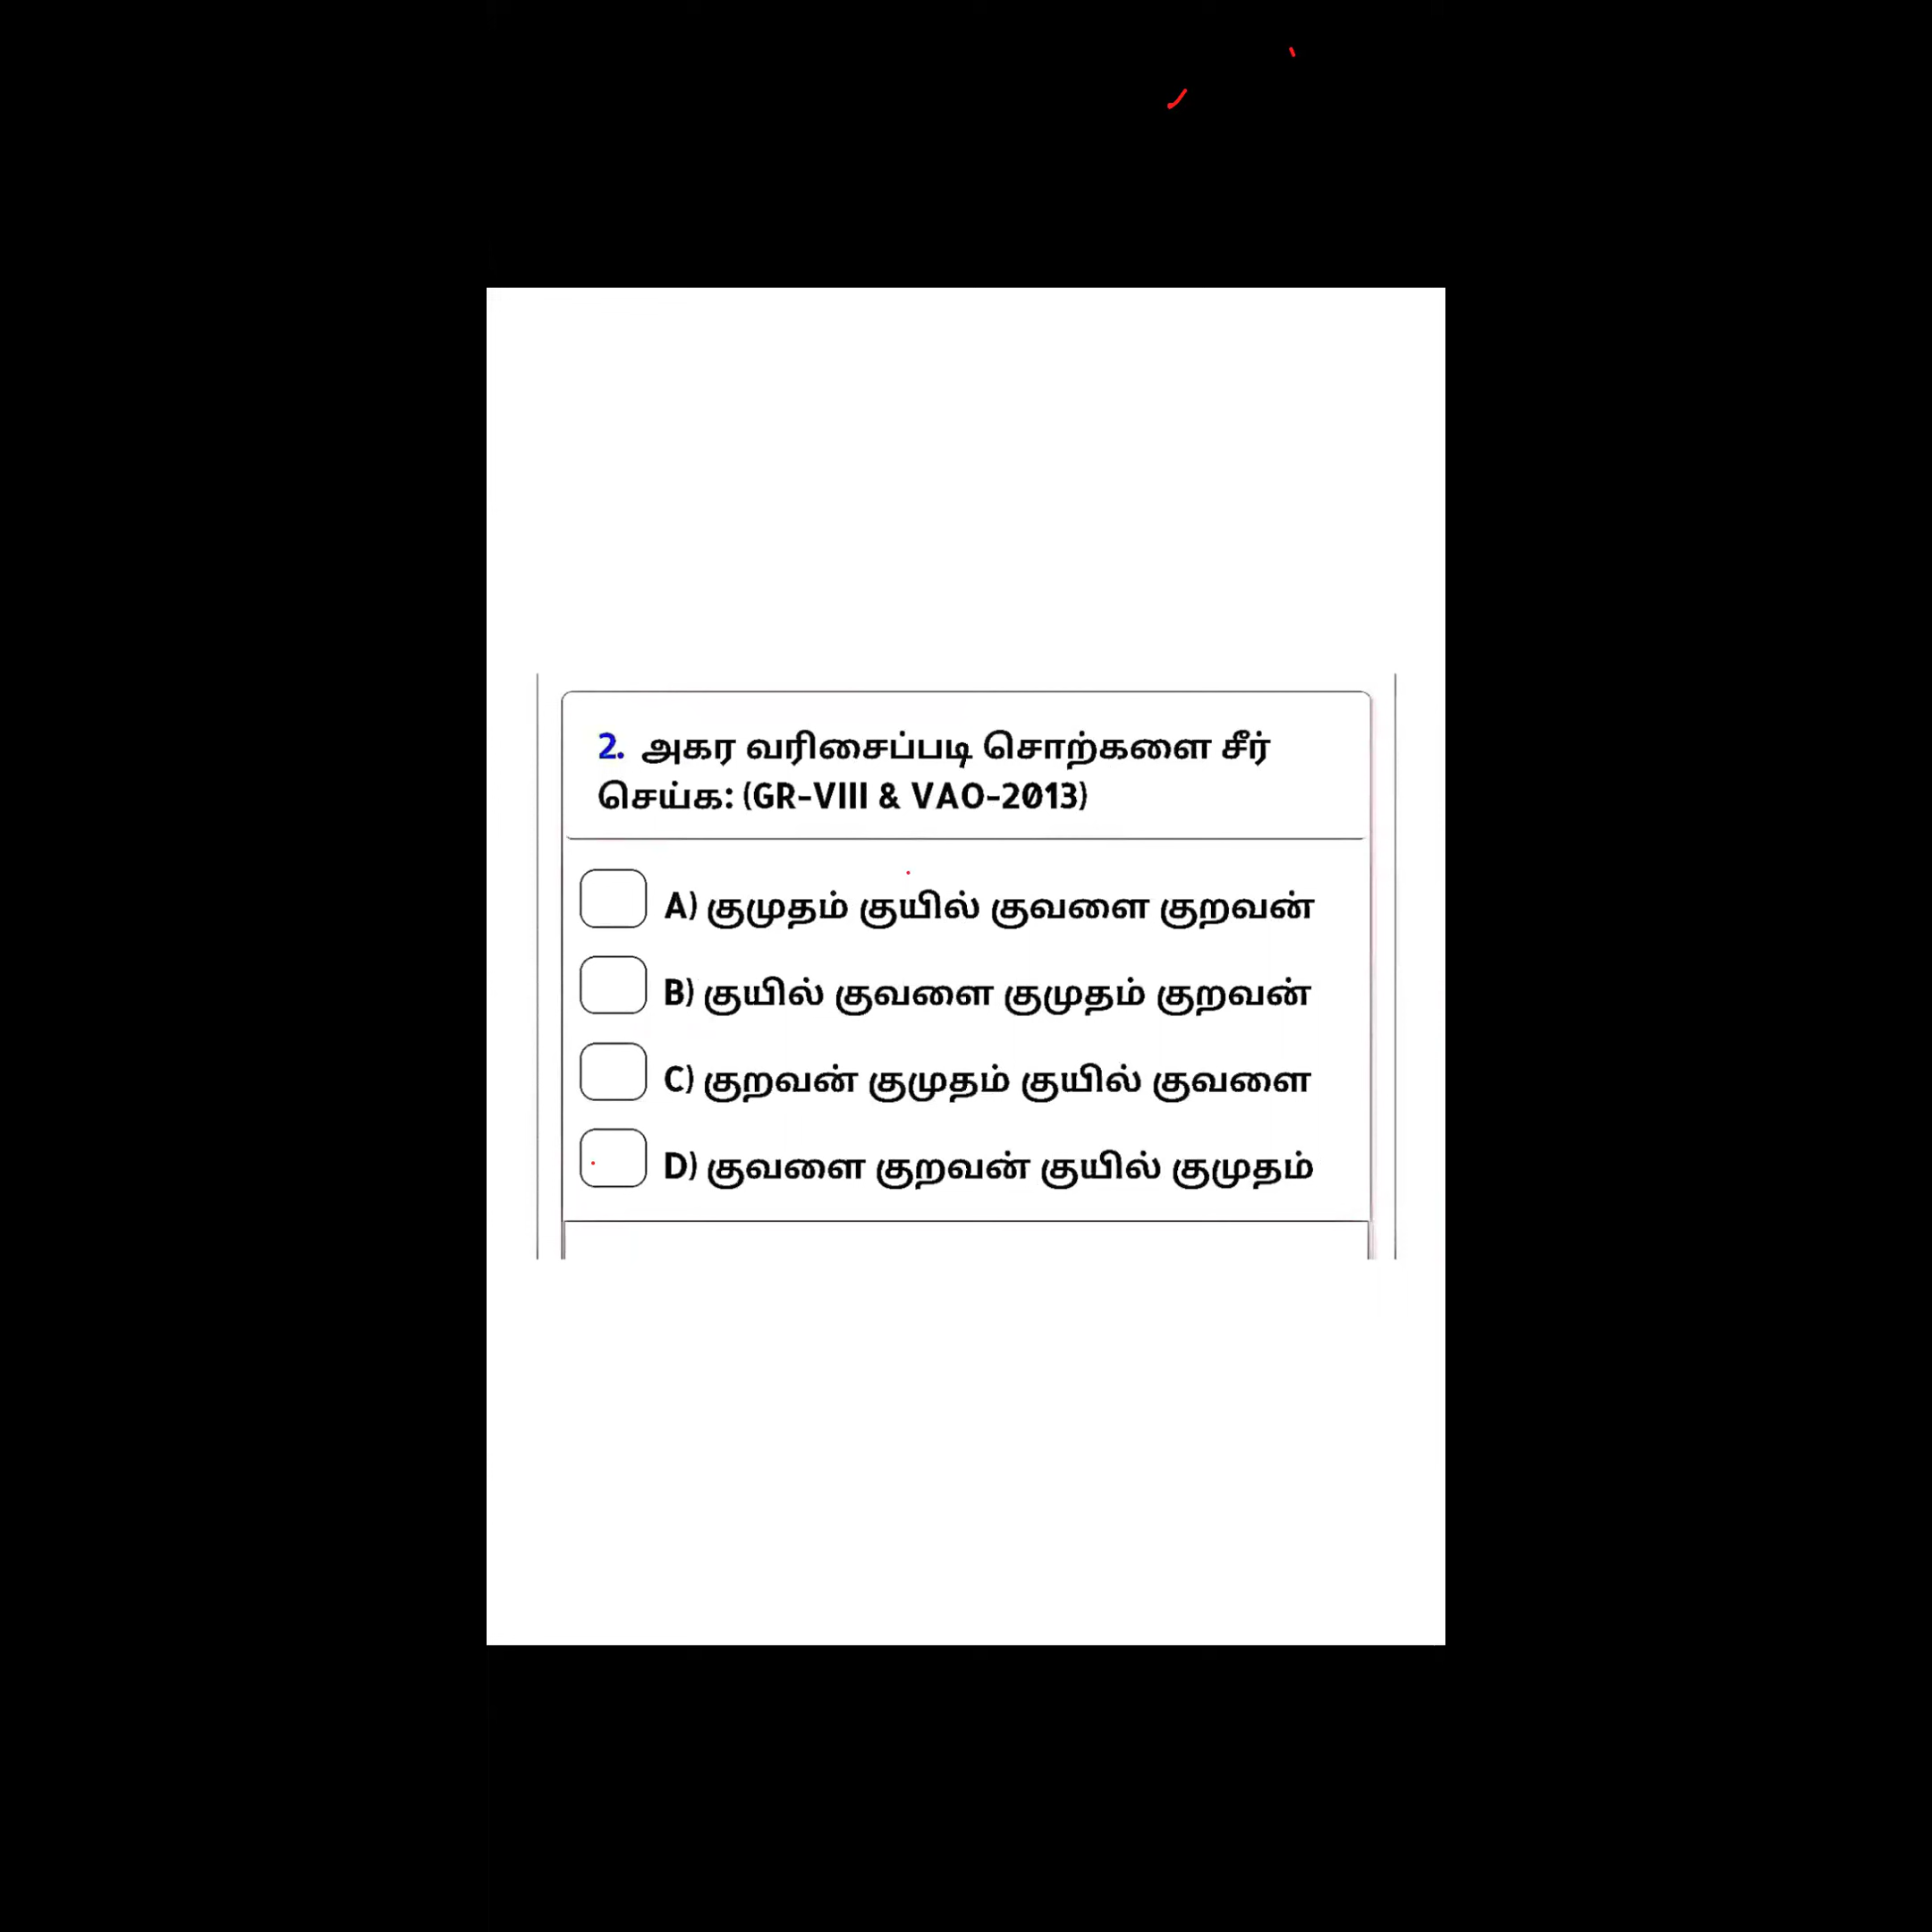 2. அகர வரிசைப்படி சொற்களை சீர்
செய்க: (GR-VIII & VAO-2013)
A) குமுதம் குயில் குவளை குறவன்
B) குயில் குவளை குமுதம் குறவன்
C) குறவன் குமுதம் குயில் குவளை
D) குவளை குறவன் குயில் குமுதம்